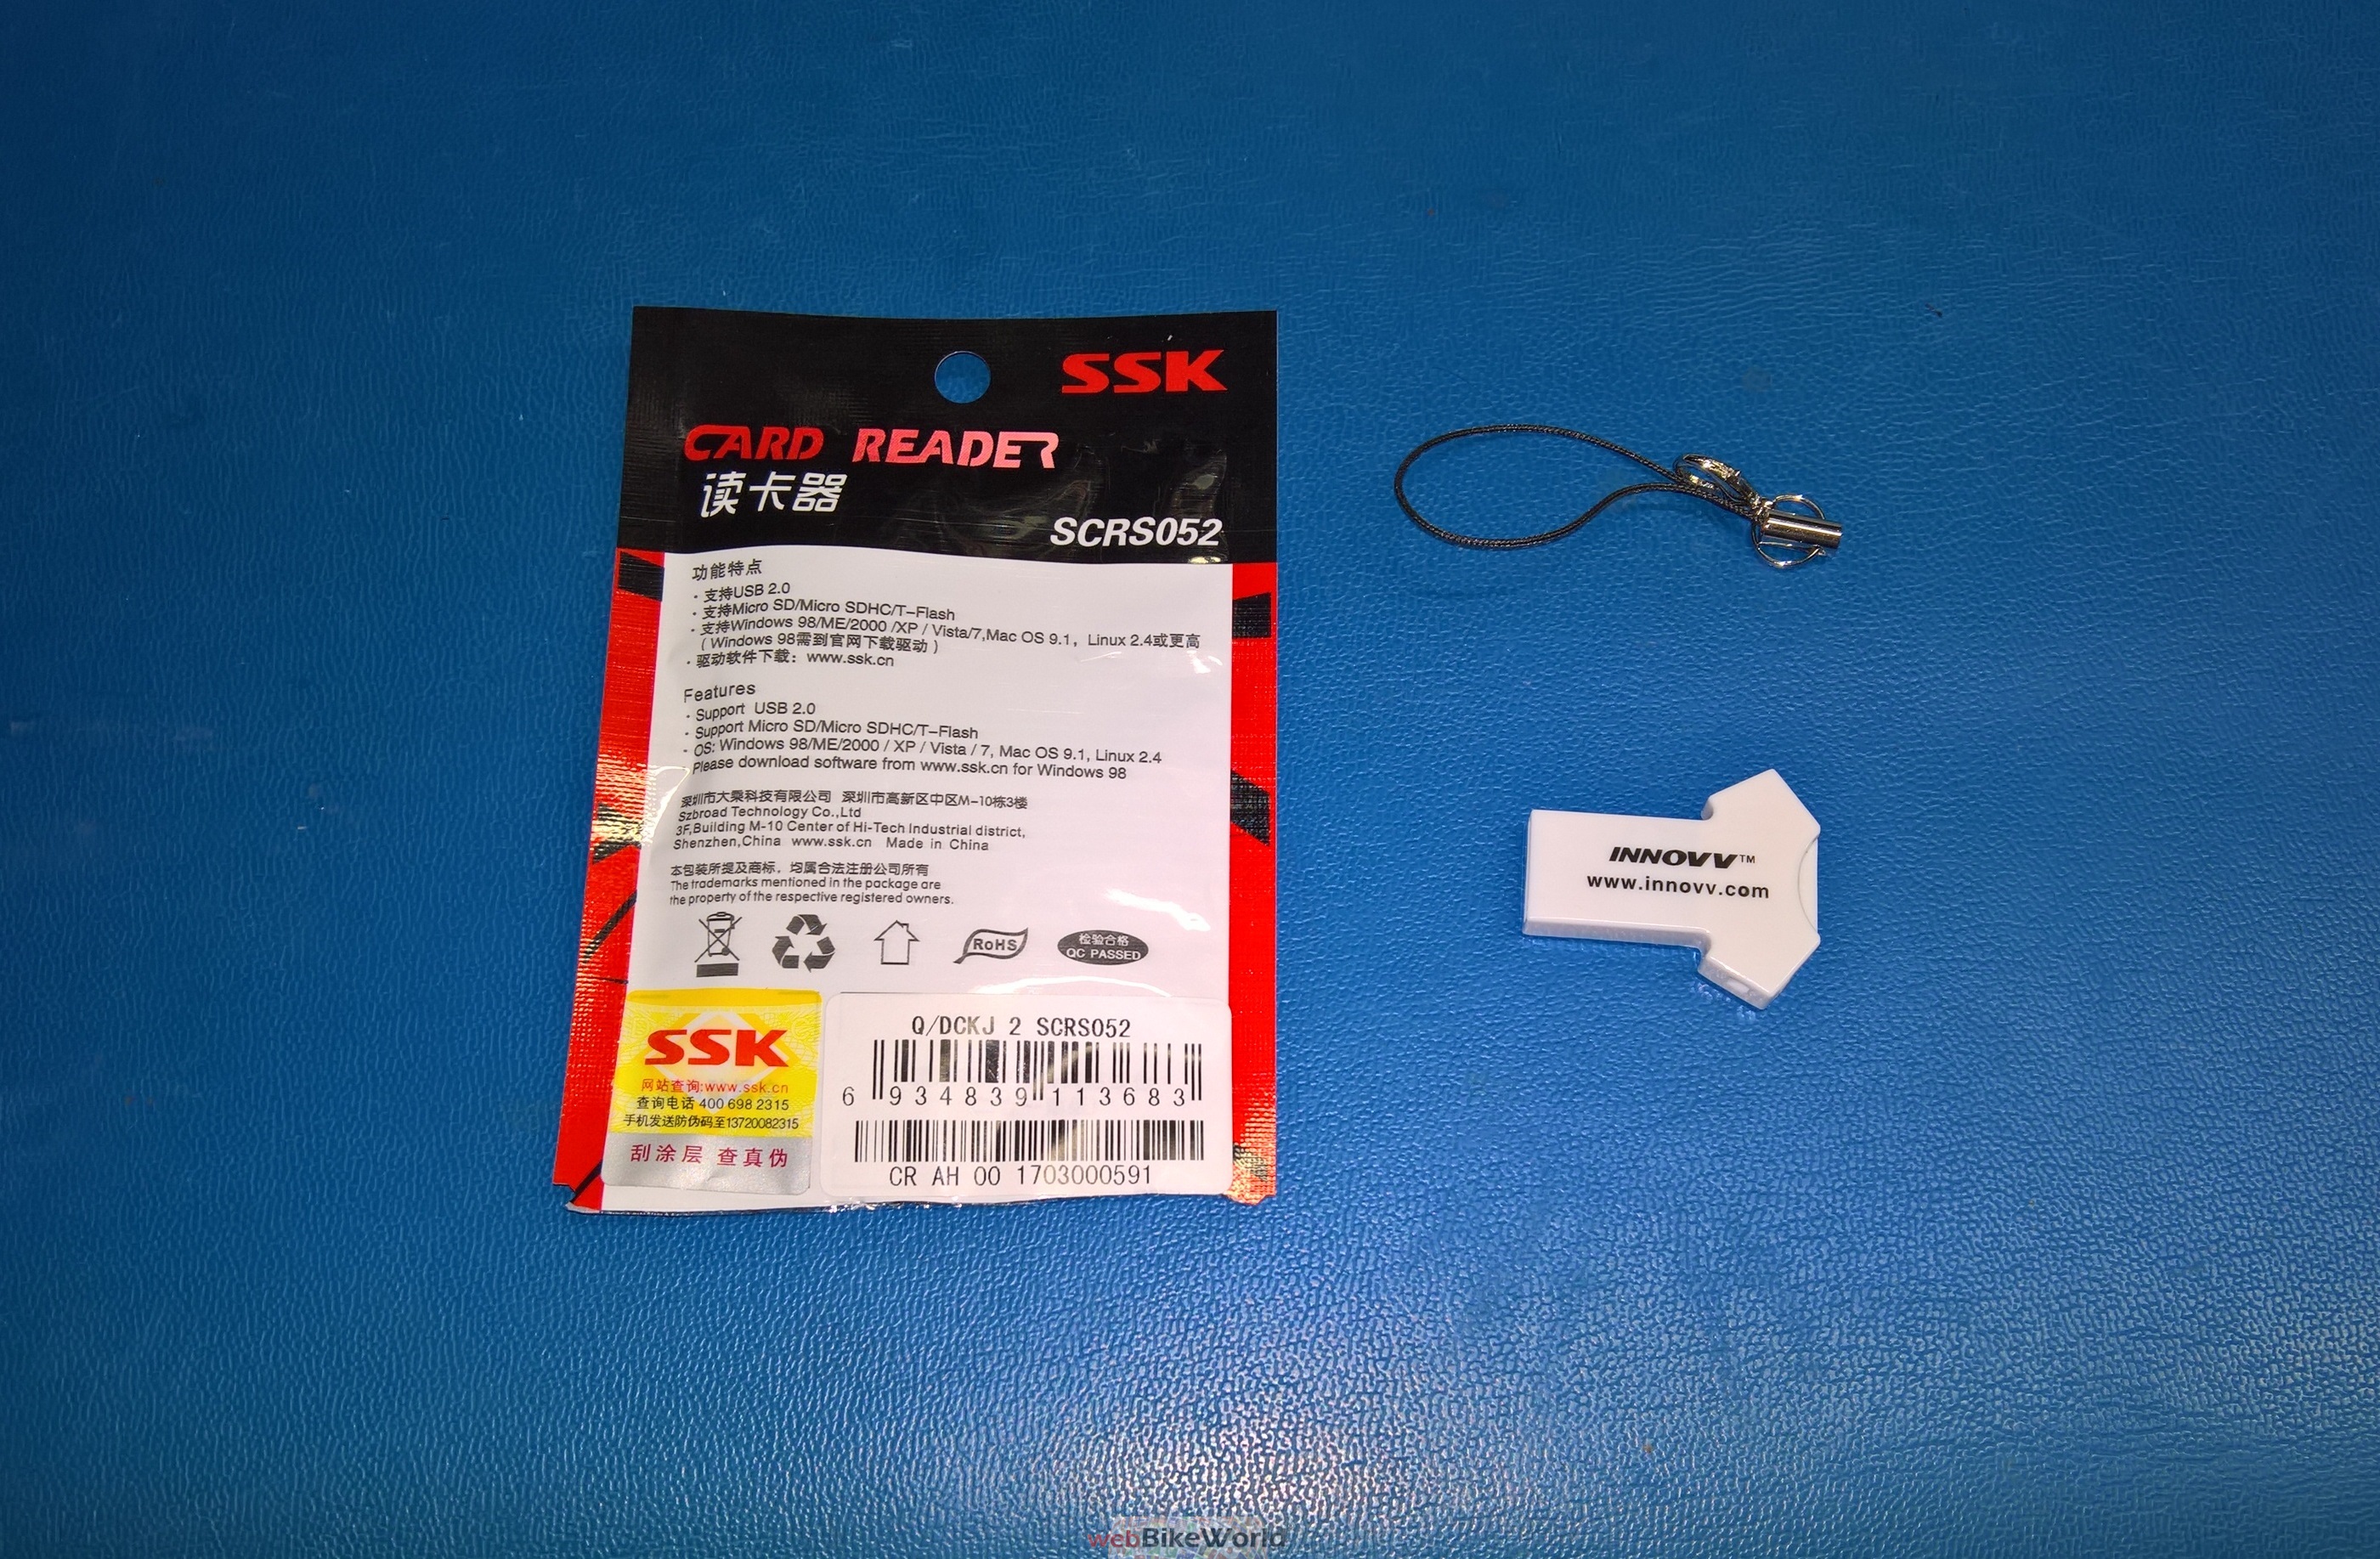 SSK
CARD READER
读卡器
SCRS052
功能特点
· 支持USB 2.0
· 支持Micro SD/Micro SDHC/T-Flash
· 支持Windows 98/ME/2000 /XP / Vista/7,Mac OS 9.1, Linux 2.4或更高
(Windows 98需到官网下载驱动)
· 驱动软件下载: www.ssk.cn
Features
· Support USB 2.0
· Support Micro SD/Micro SDHC/T-Flash
· OS: Windows 98/ME/2000 / XP / Vista / 7, Mac OS 9.1, Linux 2.4
Please download software from www.ssk.cn for Windows 98
深圳市大乘科技有限公司 深圳市高新区中区M-10栋3楼
Szbroad Technology Co.,Ltd
3F,Building M-10 Center of Hi-Tech Industrial district,
Shenzhen,China www.ssk.cn Made in China
本包装所提及商标,均属合法注册公司所有
The trademarks mentioned in the package are
the property of the respective registered owners.
RoHS
检验合格
QC PASSED
SSK
网站查询:www.ssk.cn
查询电话 400 698 2315
手机发送防伪码至13720082315
刮涂层 查真伪
Q/DCKJ 2 SCRS052
6 934839 113683
CR AH 00 1703000591
INNOVV™
www.innovv.com
webBikeWorld